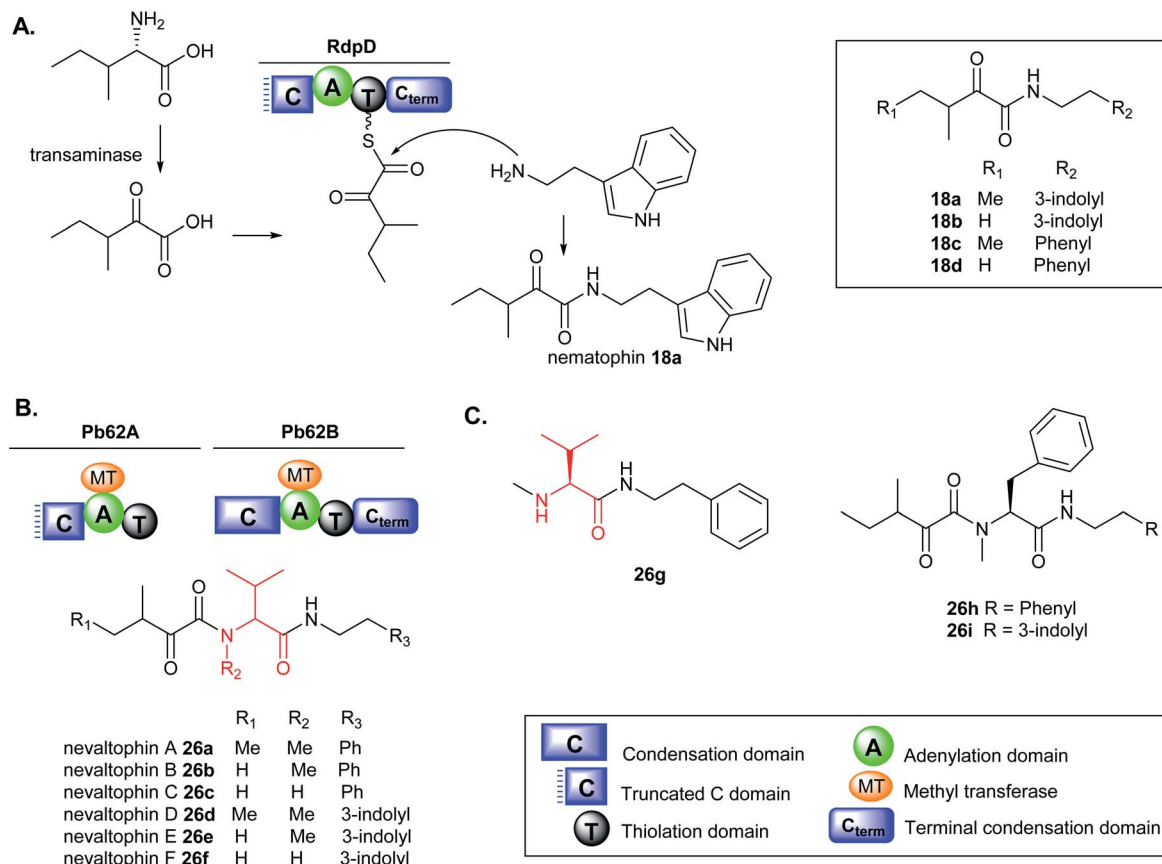 A.
NH2
OH
O
transaminase
O
OH
O
RdpD
C A T Cterm
S
O
O
H2N
NH
O
H
N
O
NH
nematophin 18a
O
H
N
R1
O
R2
R1 R2
18a Me 3-indolyl
18b H 3-indolyl
18c Me Phenyl
18d H Phenyl
B.
Pb62A Pb62B
MT MT
C A T C A T Cterm
O
H
N
R1
N
R3
O
R2
O
R1 R2 R3
nevaltophin A 26a Me Me Ph
nevaltophin B 26b H Me Ph
nevaltophin C 26c H H Ph
nevaltophin D 26d Me Me 3-indolyl
nevaltophin E 26e H Me 3-indolyl
nevaltophin F 26f H H 3-indolyl
C.
H
N
N
H
O
26g
O
H
N
N
R
O
O
26h R = Phenyl
26i R = 3-indolyl
C Condensation domain
C Truncated C domain
T Thiolation domain
A Adenylation domain
MT Methyl transferase
Cterm Terminal condensation domain